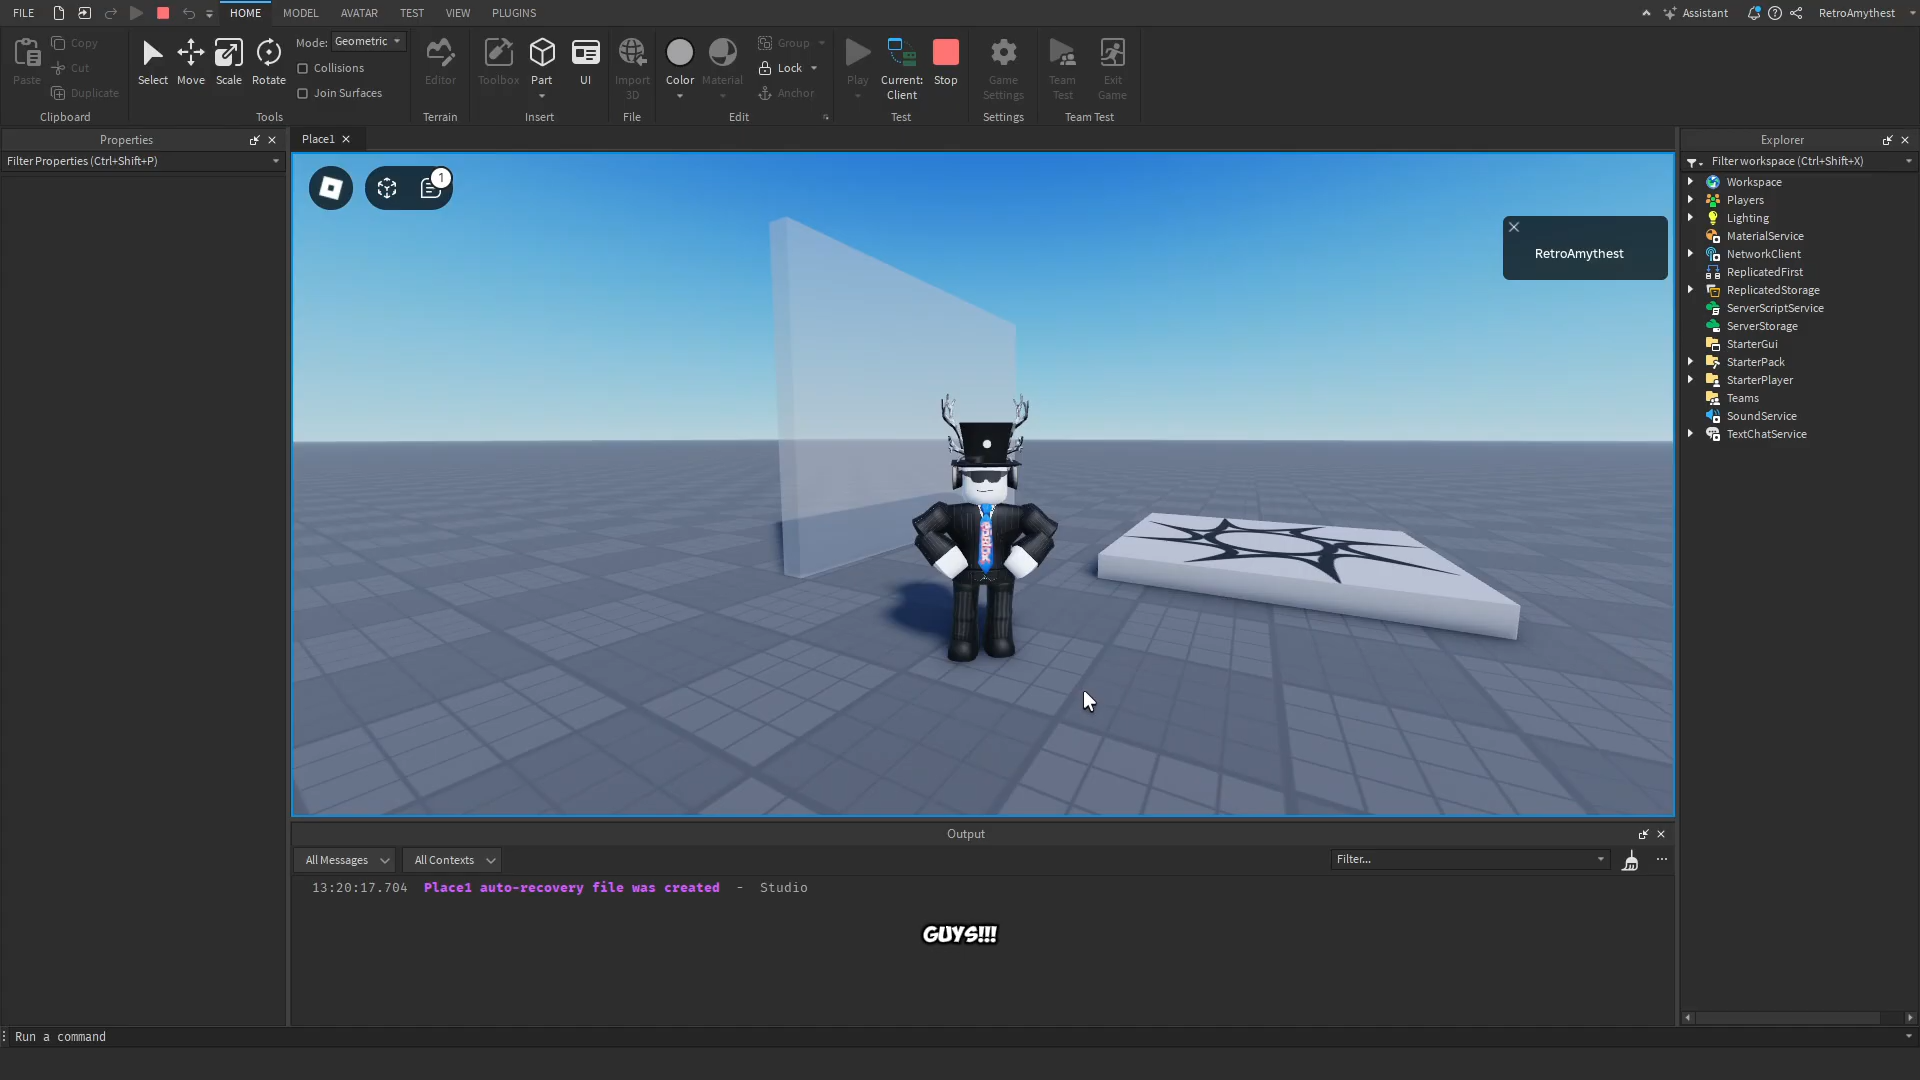 FILE HOME MODEL AVATAR TEST VIEW PLUGINS Assistant RetroAmythest
Paste Copy Cut Duplicate
Clipboard
Select Move Scale Rotate
Mode: Geometric
Collisions
Join Surfaces
Tools
Editor
Terrain
Toolbox Part UI
Insert
Import 3D
File
Color Material
Group
Lock
Anchor
Edit
Play Current: Client Stop
Test
Game Settings
Settings
Team Test Exit Game
Team Test
Properties
Filter Properties (Ctrl+Shift+P)
Place1
1
RetroAmythest
ROBLOX
Explorer
Filter workspace (Ctrl+Shift+X)
Workspace
Players
Lighting
MaterialService
NetworkClient
ReplicatedFirst
ReplicatedStorage
ServerScriptService
ServerStorage
StarterGui
StarterPack
StarterPlayer
Teams
SoundService
TextChatService
Output
All Messages All Contexts Filter...
13:20:17.704 Place1 auto-recovery file was created - Studio
GUYS!!!
Run a command